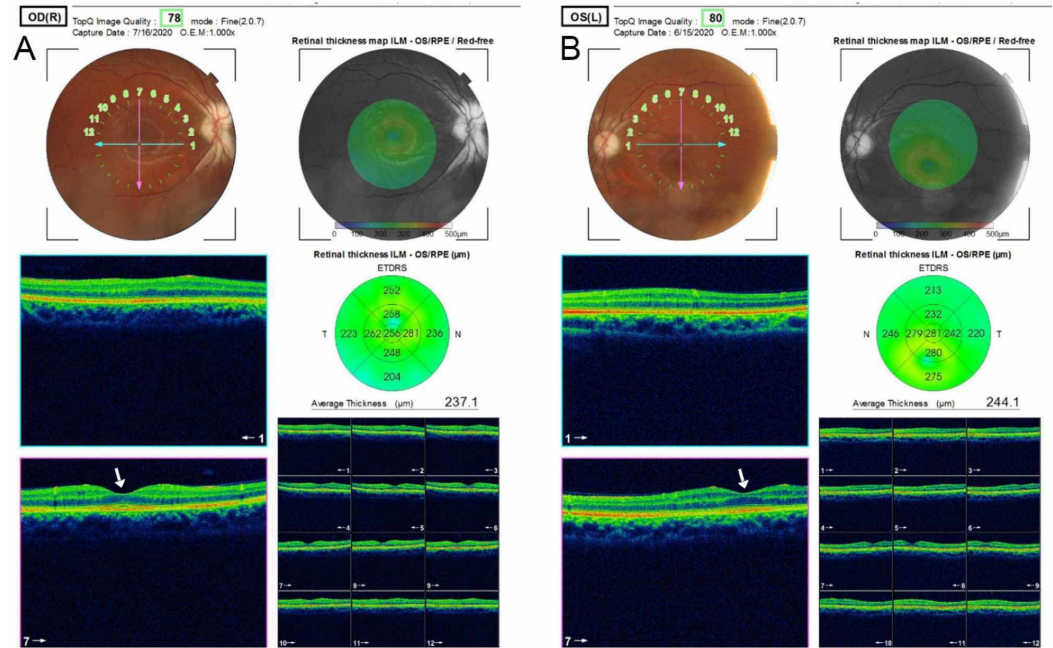 OD(R) TopQ Image Quality : 78 mode : Fine(2.0.7)
Capture Date : 7/16/2020 O.E.M:1.000x
A
Retinal thickness map ILM - OS/RPE / Red-free
7
6
5
4
3
2
1
8
9
10
11
12
0 100 200 300 400 500μm
← 1
Retinal thickness ILM - OS/RPE (μm)
ETDRS
252
258
T 223 262 256 281 236 N
248
204
Average Thickness (μm) 237.1
←1 ←2 ←3
←4 ←5 ←6
7→ 8→ 9→
10→ 11→ 12→
7 →
OS(L) TopQ Image Quality : 80 mode : Fine(2.0.7)
Capture Date : 6/15/2020 O.E.M:1.000x
B
Retinal thickness map ILM - OS/RPE / Red-free
7
8
9
10
11
12
6
5
4
3
2
1
0 100 200 300 400 500μm
1 →
Retinal thickness ILM - OS/RPE (μm)
ETDRS
213
232
N 246 279 281 242 220 T
280
275
Average Thickness (μm) 244.1
1→ 2→ 3→
4→ 5→ 6→
7→ ←8 ←9
←10 ←11 ←12
7 →